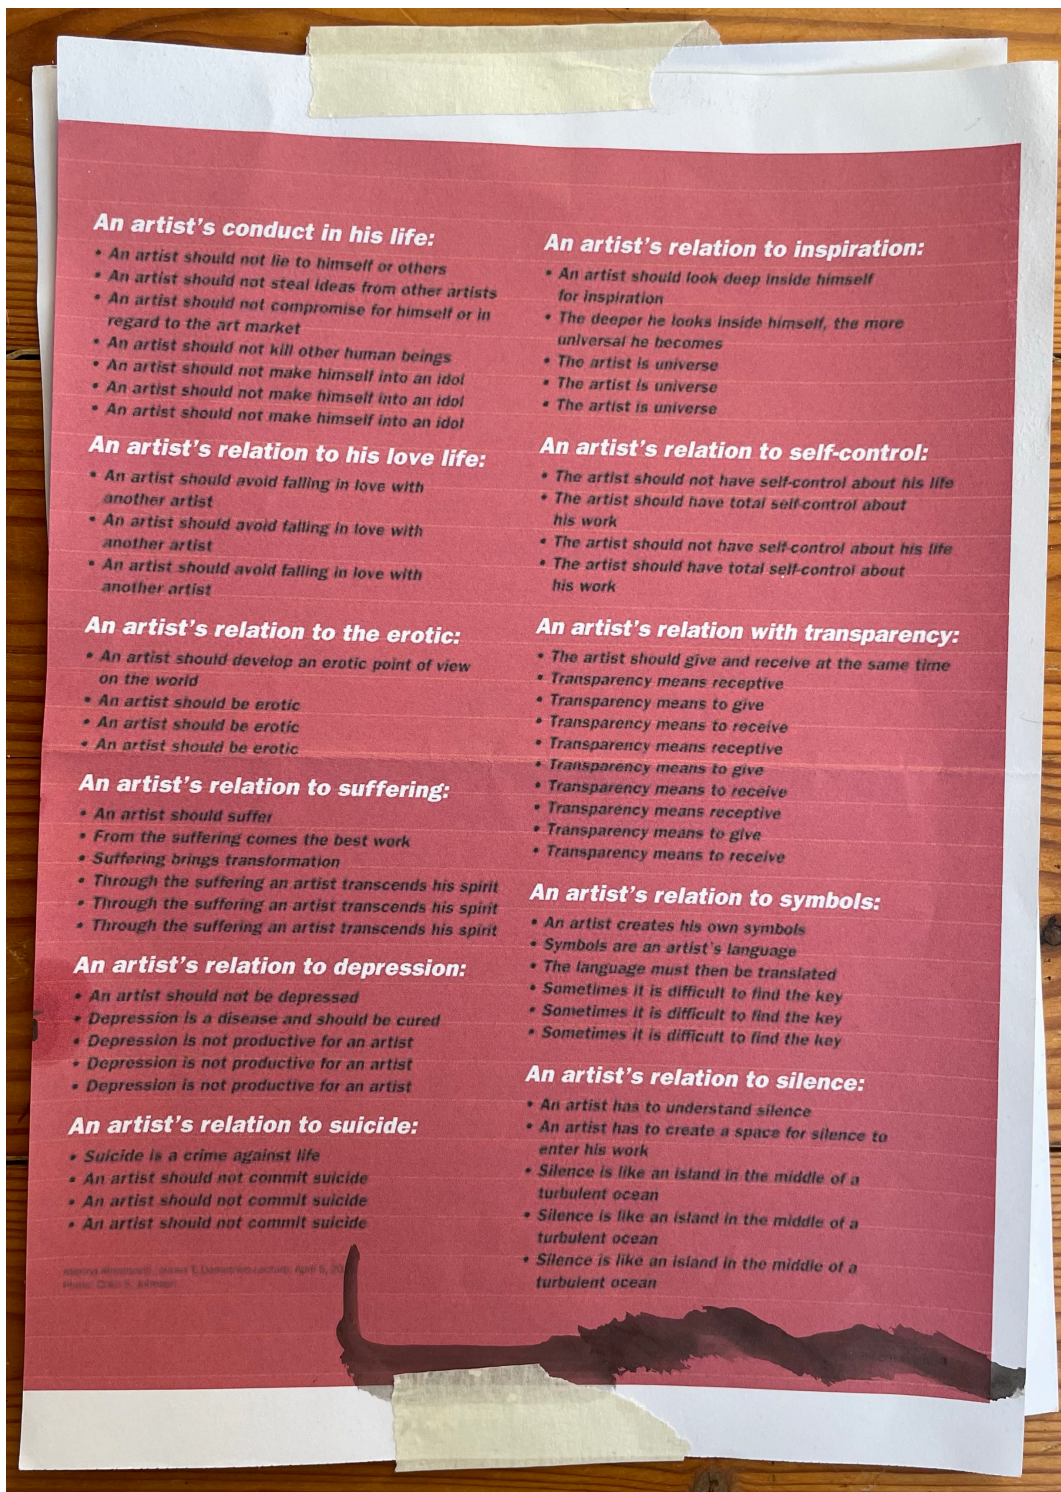 An artist's conduct in his life:
• An artist should not lie to himself or others
• An artist should not steal ideas from other artists
• An artist should not compromise for himself or in
regard to the art market
• An artist should not kill other human beings
• An artist should not make himself into an idol
• An artist should not make himself into an idol
• An artist should not make himself into an idol
An artist's relation to his love life:
• An artist should avoid falling in love with
another artist
• An artist should avoid falling in love with
another artist
• An artist should avoid falling in love with
another artist
An artist's relation to the erotic:
• An artist should develop an erotic point of view
on the world
• An artist should be erotic
• An artist should be erotic
• An artist should be erotic
An artist's relation to suffering:
• An artist should suffer
• From the suffering comes the best work
• Suffering brings transformation
• Through the suffering an artist transcends his spirit
• Through the suffering an artist transcends his spirit
• Through the suffering an artist transcends his spirit
An artist's relation to depression:
• An artist should not be depressed
• Depression is a disease and should be cured
• Depression is not productive for an artist
• Depression is not productive for an artist
• Depression is not productive for an artist
An artist's relation to suicide:
• Suicide is a crime against life
• An artist should not commit suicide
• An artist should not commit suicide
• An artist should not commit suicide
Lecture, April 5,
Photo:
An artist's relation to inspiration:
• An artist should look deep inside himself
for inspiration
• The deeper he looks inside himself, the more
universal he becomes
• The artist is universe
• The artist is universe
• The artist is universe
An artist's relation to self-control:
• The artist should not have self-control about his life
• The artist should have total self-control about
his work
• The artist should not have self-control about his life
• The artist should have total self-control about
his work
An artist's relation with transparency:
• The artist should give and receive at the same time
• Transparency means receptive
• Transparency means to give
• Transparency means to receive
• Transparency means receptive
• Transparency means to give
• Transparency means to receive
• Transparency means receptive
• Transparency means to give
• Transparency means to receive
An artist's relation to symbols:
• An artist creates his own symbols
• Symbols are an artist's language
• The language must then be translated
• Sometimes it is difficult to find the key
• Sometimes it is difficult to find the key
• Sometimes it is difficult to find the key
An artist's relation to silence:
• An artist has to understand silence
• An artist has to create a space for silence to
enter his work
• Silence is like an island in the middle of a
turbulent ocean
• Silence is like an island in the middle of a
turbulent ocean
• Silence is like an island in the middle of a
turbulent ocean